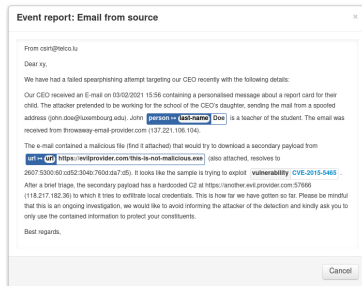 Event report: Email from source
×
From csirt@telco.lu
Dear xy,
We have had a failed spearphishing attempt targeting our CEO recently with the following details:
Our CEO received an E-mail on 03/02/2021 15:56 containing a personalised message about a report card for their
child. The attacker pretended to be working for the school of the CEO's daughter, sending the mail from a spoofed
address (john.doe@luxembourg.edu). John person ↦ last-name Doe is a teacher of the student. The email was
received from throwaway-email-provider.com (137.221.106.104).
The e-mail contained a malicious file (find it attached) that would try to download a secondary payload from
url ↦ url https://evilprovider.com/this-is-not-malicious.exe (also attached, resolves to
2607:5300:60:cd52:304b:760d:da7:d5). It looks like the sample is trying to exploit vulnerability CVE-2015-5465 .
After a brief triage, the secondary payload has a hardcoded C2 at https://another.evil.provider.com:57666
(118.217.182.36) to which it tries to exfiltrate local credentials. This is how far we have gotten so far. Please be mindful
that this is an ongoing investigation, we would like to avoid informing the attacker of the detection and kindly ask you to
only use the contained information to protect your constituents.
Best regards,
Cancel